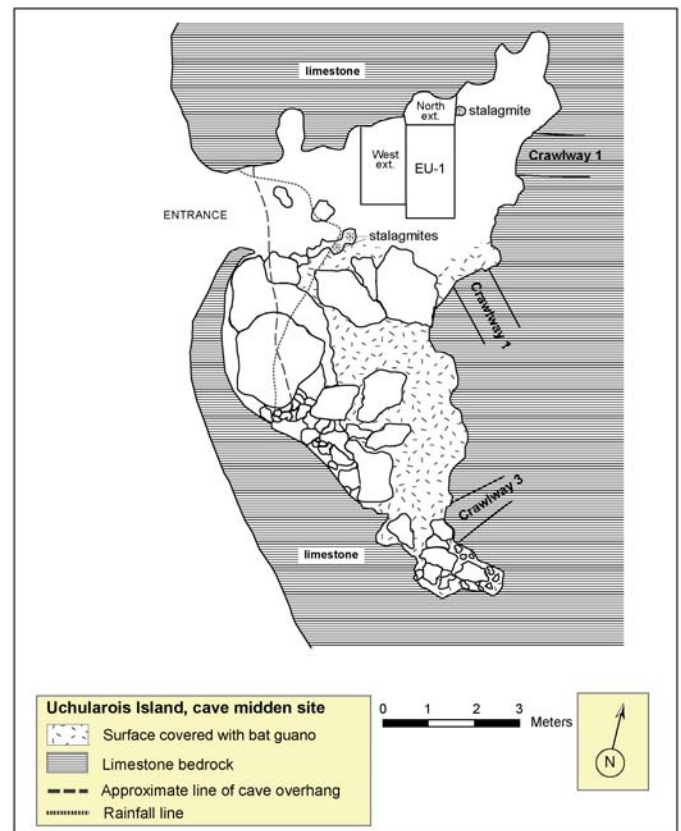 limestone
North
ext.
stalagmite
West
ext.
EU-1
Crawlway 1
ENTRANCE
stalagmites
Crawlway 1
Crawlway 3
limestone
Uchularois Island, cave midden site
Surface covered with bat guano
Limestone bedrock
Approximate line of cave overhang
Rainfall line
0 1 2 3
Meters
N